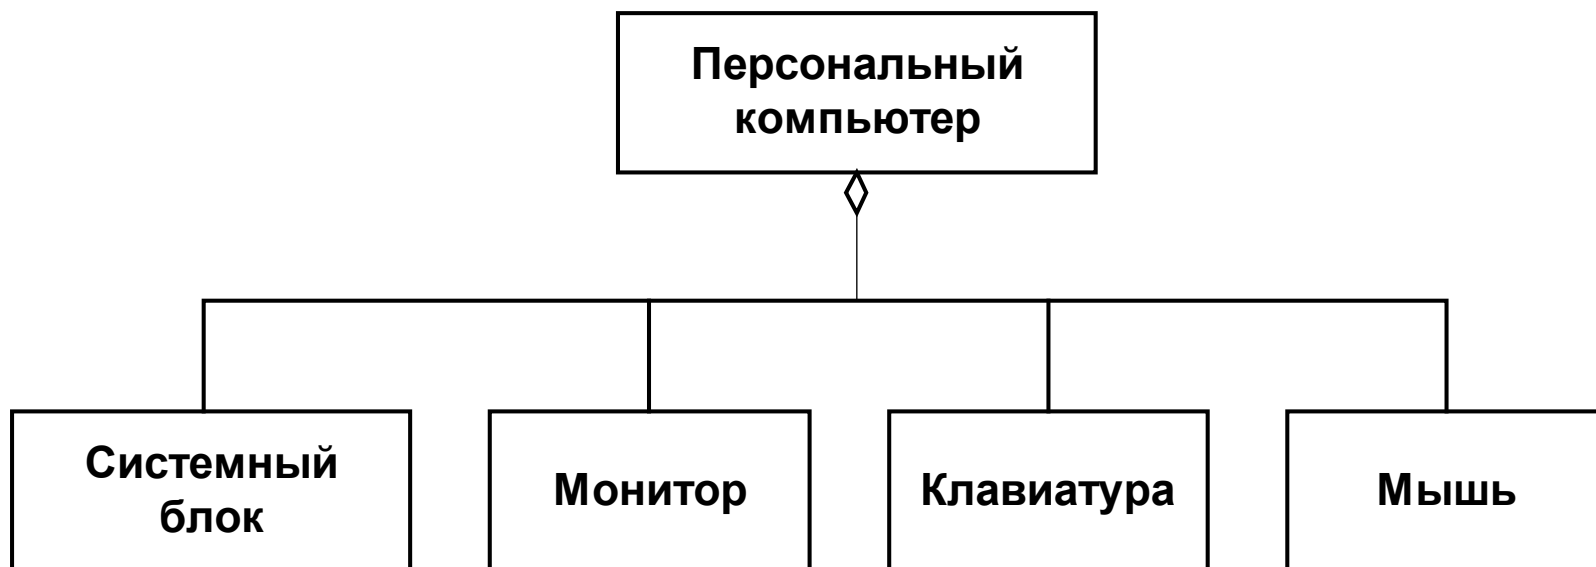 Персональный
компьютер
Системный
блок
Монитор
Клавиатура
Мышь